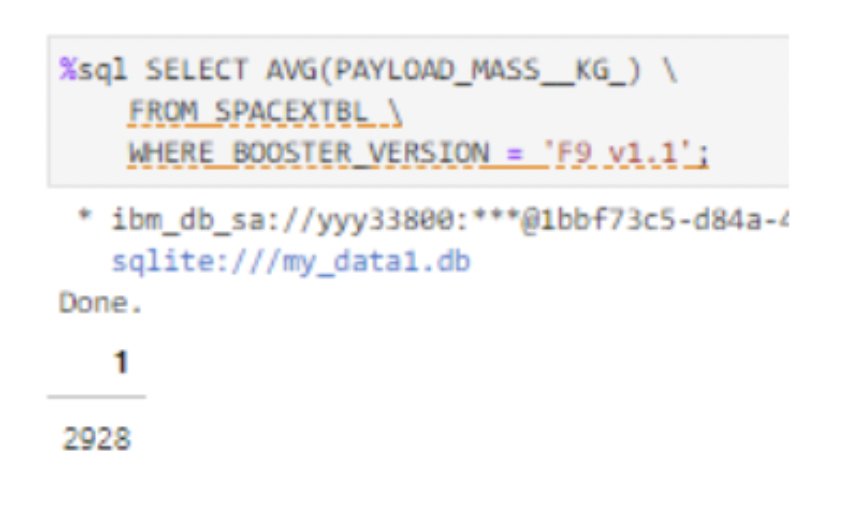 %sql SELECT AVG(PAYLOAD_MASS__KG_) \
FROM SPACEXTBL \
WHERE BOOSTER_VERSION = 'F9 v1.1';
* ibm_db_sa://yyy33800:***@1bbf73c5-d84a-4
sqlite:///my_data1.db
Done.
1
2928